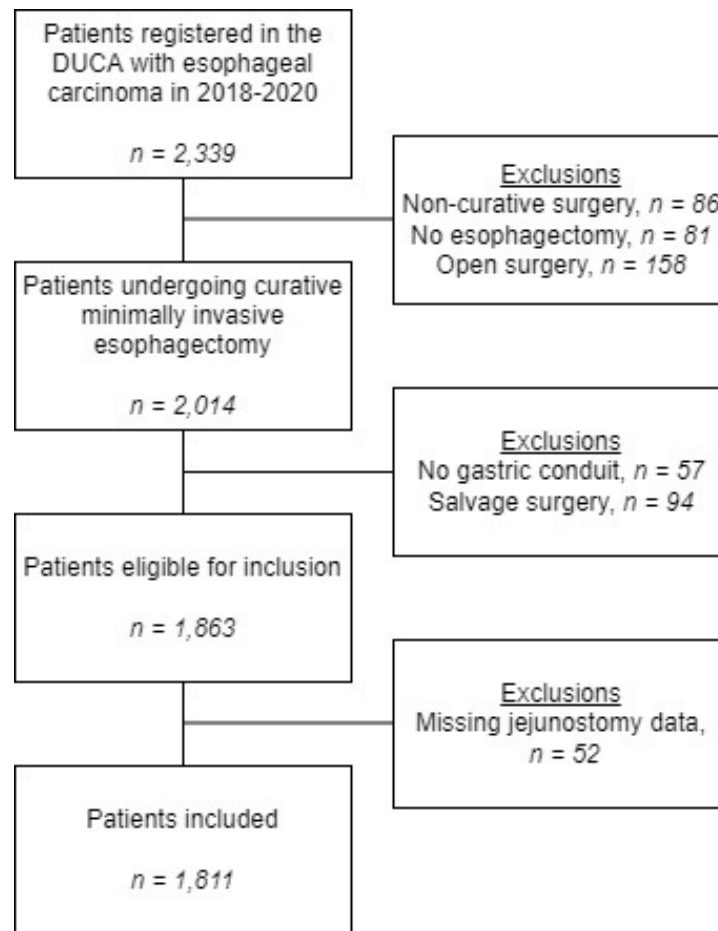 Patients registered in the
DUCA with esophageal
carcinoma in 2018-2020
n = 2,339
Exclusions
Non-curative surgery, n = 86
No esophagectomy, n = 81
Open surgery, n = 158
Patients undergoing curative
minimally invasive
esophagectomy
n = 2,014
Exclusions
No gastric conduit, n = 57
Salvage surgery, n = 94
Patients eligible for inclusion
n = 1,863
Exclusions
Missing jejunostomy data,
n = 52
Patients included
n = 1,811